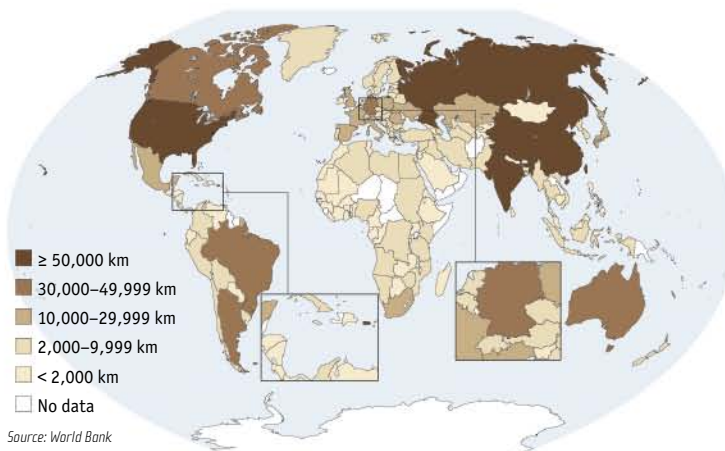 ≥ 50,000 km
30,000–49,999 km
10,000–29,999 km
2,000–9,999 km
< 2,000 km
No data
Source: World Bank